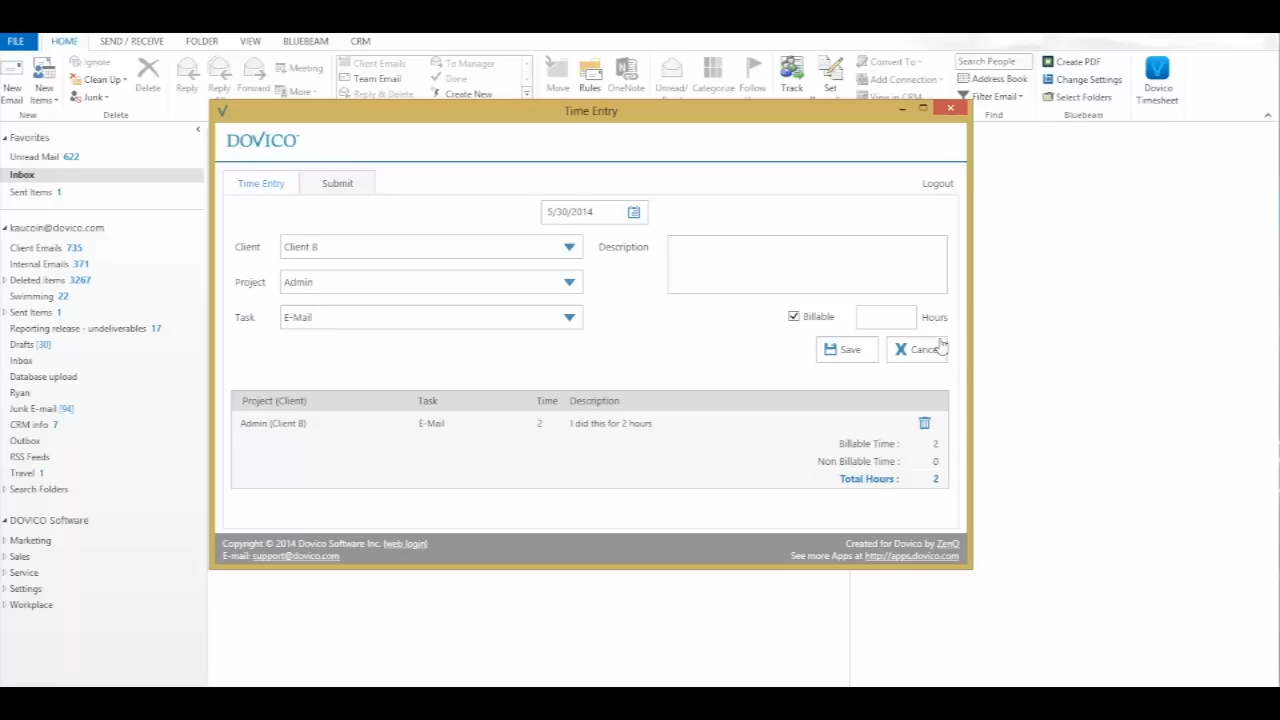 FILE HOME SEND / RECEIVE FOLDER VIEW BLUEBEAM CRM
Ignore
Clean Up
Junk
Delete
Reply
Reply All
Forward
Meeting
More
Client Emails
Team Email
Reply & Delete
To Manager
Done
Create New
Move
Rules
OneNote
Unread/
Categorize
Follow
Track
Set
Convert To
Add Connection
View in CRM
Search People
Address Book
Filter Email
Create PDF
Change Settings
Select Folders
Dovico Timesheet
New Email
New Items
New
Delete
Find
Bluebeam
Favorites
Unread Mail 622
Inbox
Sent Items 1
kaucoin@dovico.com
Client Emails 735
Internal Emails 371
Deleted Items 3267
Swimming 22
Sent Items 1
Reporting release - undeliverables 17
Drafts [30]
Inbox
Database upload
Ryan
Junk E-mail [94]
CRM info 7
Outbox
RSS Feeds
Travel 1
Search Folders
DOVICO Software
Marketing
Sales
Service
Settings
Workplace
Time Entry
DOVICO
Time Entry Submit Logout
5/30/2014
Client Client B Description
Project Admin
Task E-Mail Billable Hours
Save Cancel
Project (Client) Task Time Description
Admin (Client B) E-Mail 2 I did this for 2 hours
Billable Time : 2
Non Billable Time : 0
Total Hours : 2
Copyright © 2014 Dovico Software Inc. (web login) Created for Dovico by ZenQ
E-mail: support@dovico.com See more Apps at http://apps.dovico.com